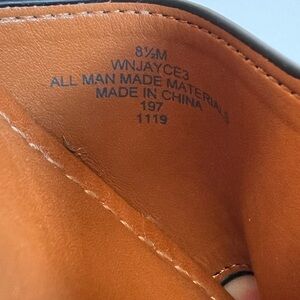 8½M
WNJAYCE3
ALL MAN MADE MATERIALS
MADE IN CHINA
197
1119